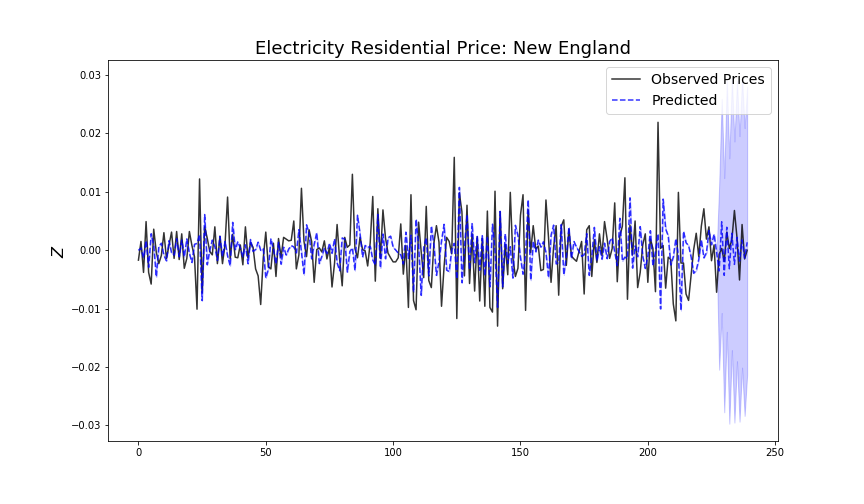 Electricity Residential Price: New England
Observed Prices
Predicted
0.03
0.02
0.01
0.00
−0.01
−0.02
−0.03
Z
0 50 100 150 200 250